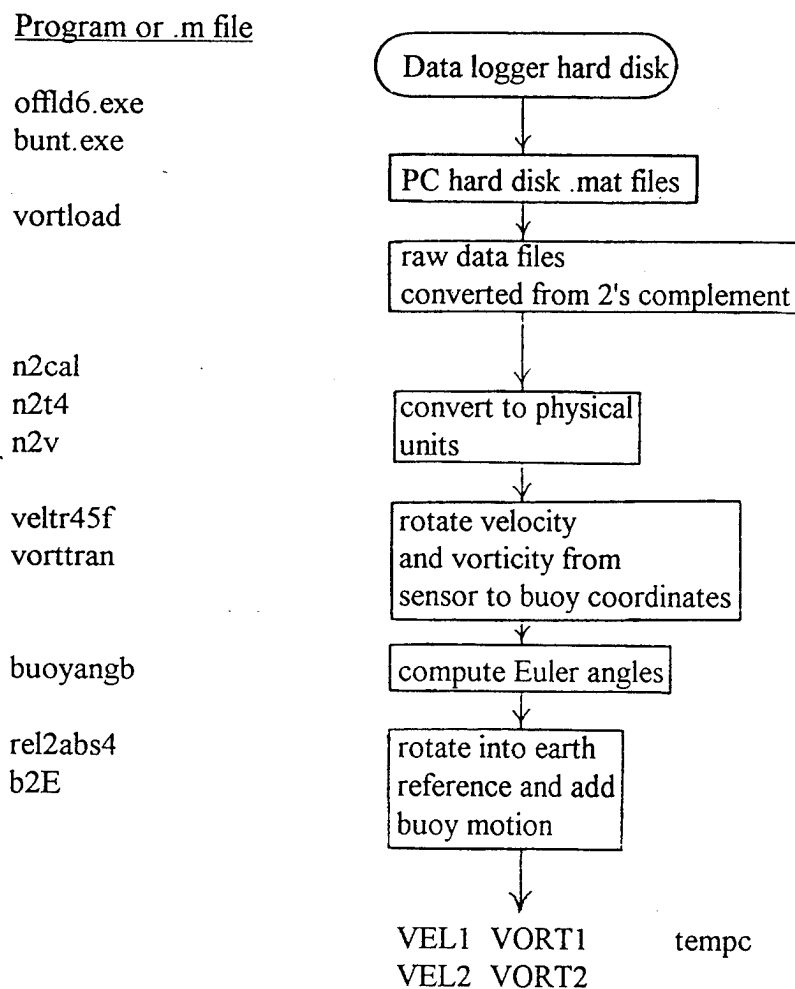 Program or .m file
Data logger hard disk
offld6.exe
bunt.exe
PC hard disk .mat files
vortload
raw data files
converted from 2's complement
n2cal
n2t4
n2v
convert to physical
units
veltr45f
vorttran
rotate velocity
and vorticity from
sensor to buoy coordinates
buoyangb
compute Euler angles
rel2abs4
b2E
rotate into earth
reference and add
buoy motion
VEL1 VORT1 tempc
VEL2 VORT2